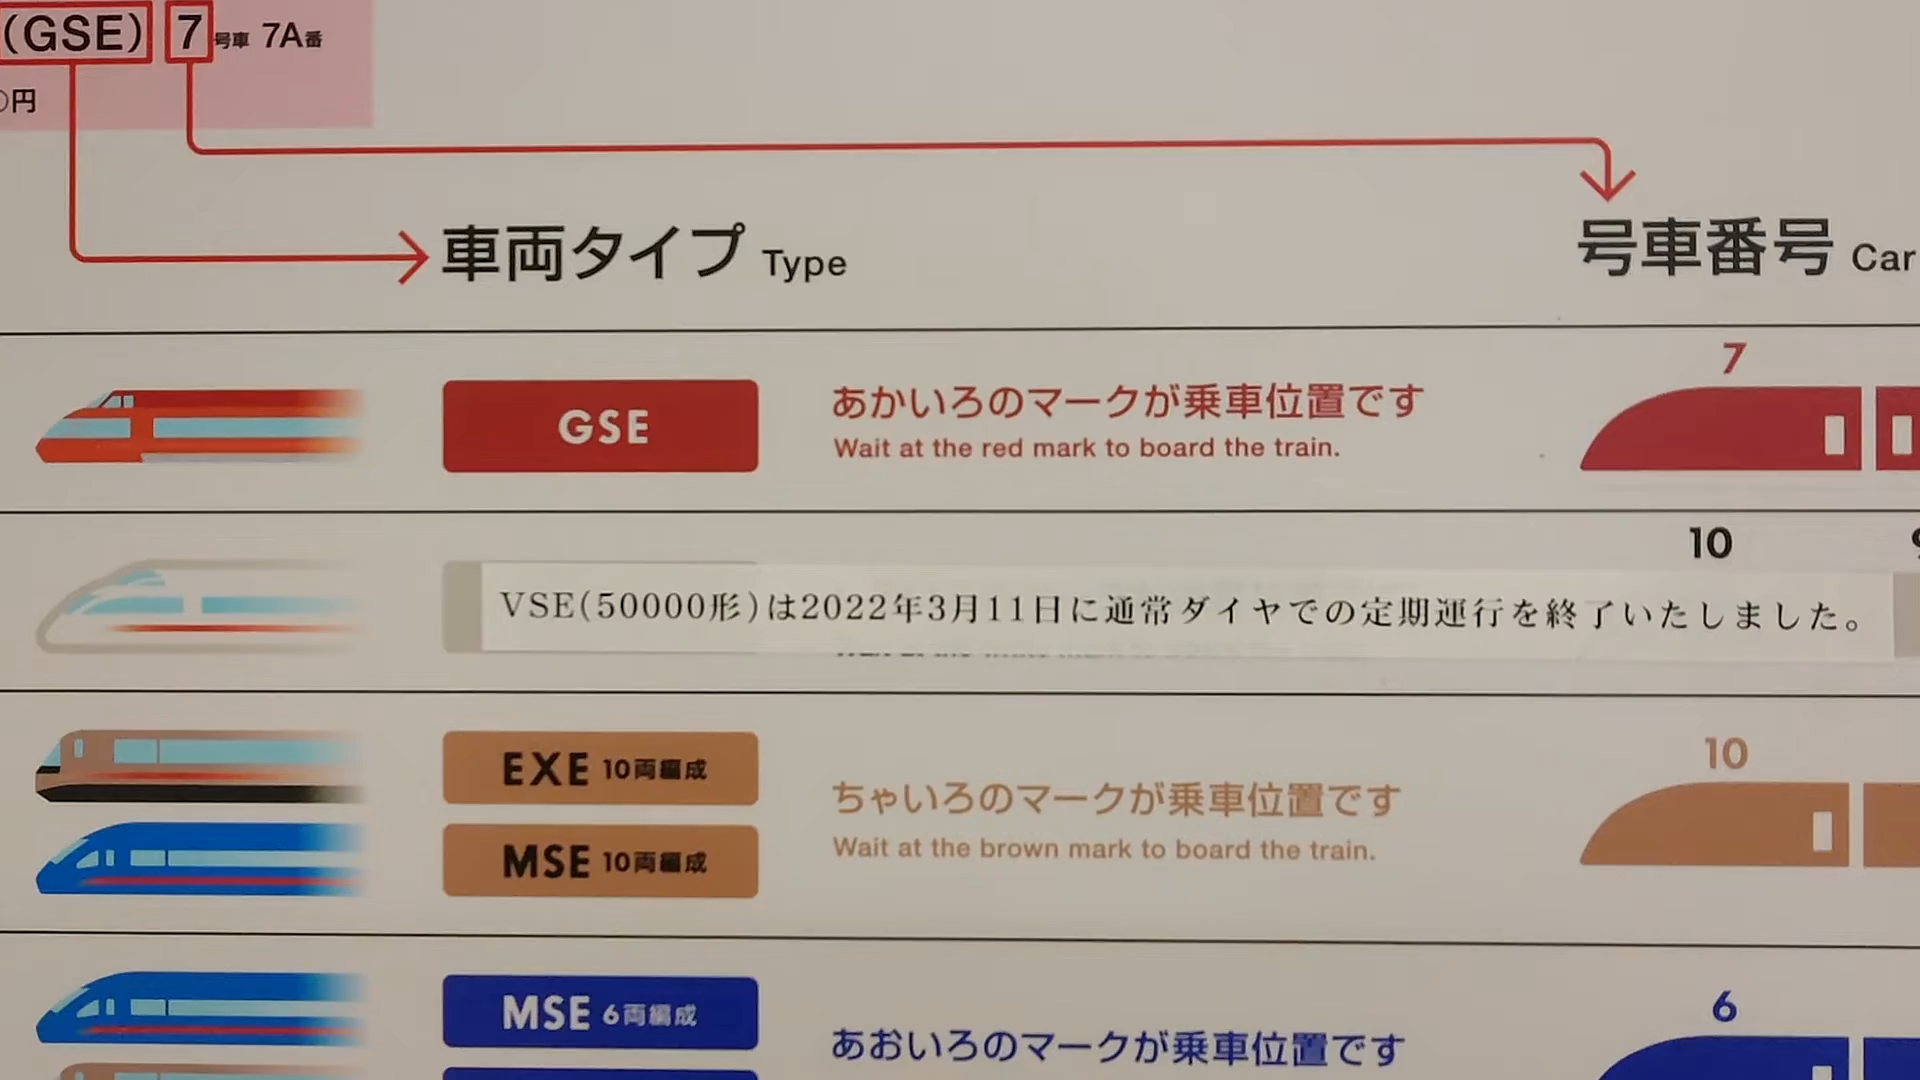 (GSE) 7号車 7A番
円
車両タイプ Type
号車番号 Car
7
GSE
あかいろのマークが乗車位置です
Wait at the red mark to board the train.
10
VSE(50000形)は2022年3月11日に通常ダイヤでの定期運行を終了いたしました。
EXE 10両編成
MSE 10両編成
ちゃいろのマークが乗車位置です
Wait at the brown mark to board the train.
10
MSE 6両編成
あおいろのマークが乗車位置です
6